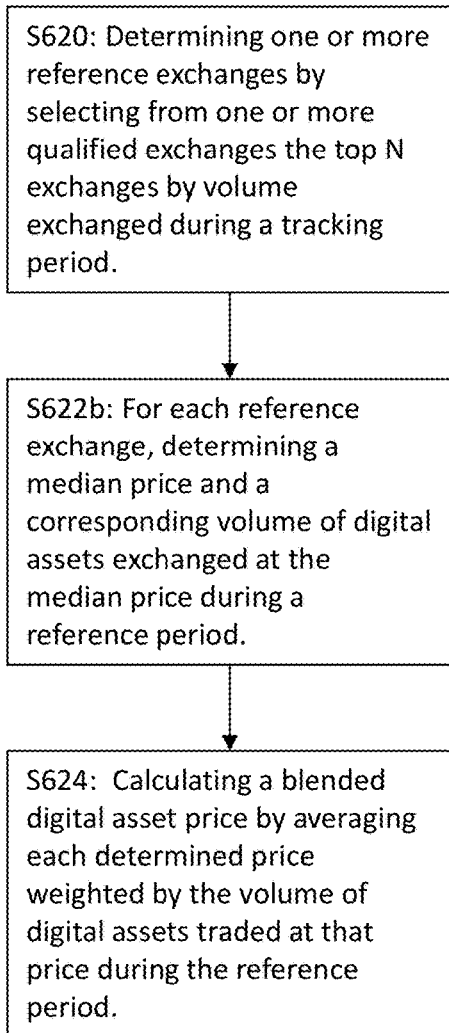 S620: Determining one or more
reference exchanges by
selecting from one or more
qualified exchanges the top N
exchanges by volume
exchanged during a tracking
period.
S622b: For each reference
exchange, determining a
median price and a
corresponding volume of digital
assets exchanged at the
median price during a
reference period.
S624: Calculating a blended
digital asset price by averaging
each determined price
weighted by the volume of
digital assets traded at that
price during the reference
period.